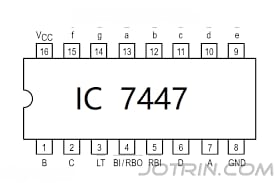 VCC f g a b c d e
16 15 14 13 12 11 10 9
IC 7447
1 2 3 4 5 6 7 8
B C LT BI/RBO RBI D A GND
JOTRIN.COM